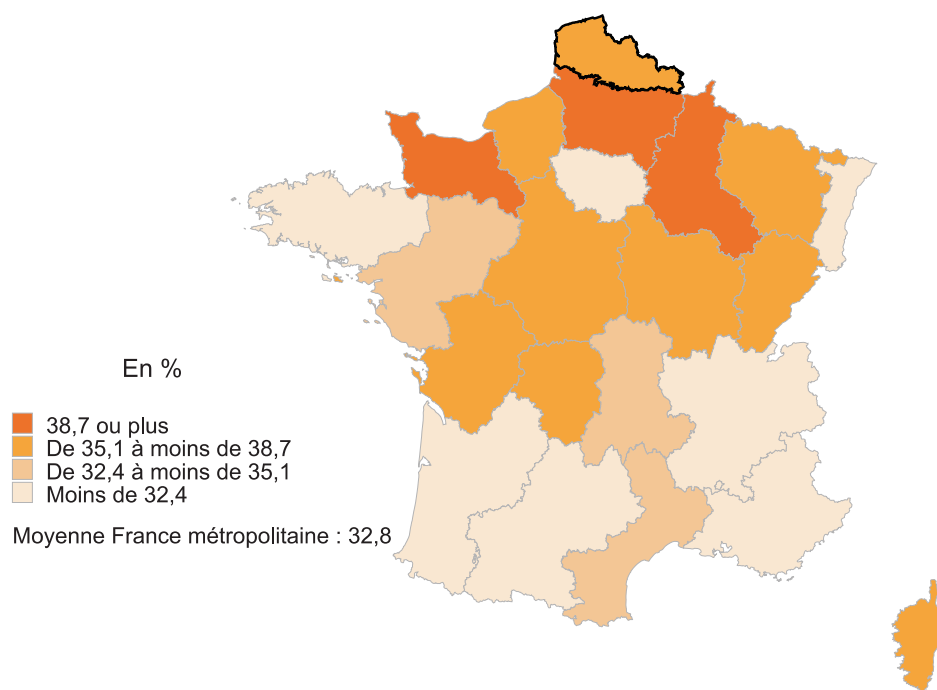 En %
38,7 ou plus
De 35,1 à moins de 38,7
De 32,4 à moins de 35,1
Moins de 32,4
Moyenne France métropolitaine : 32,8